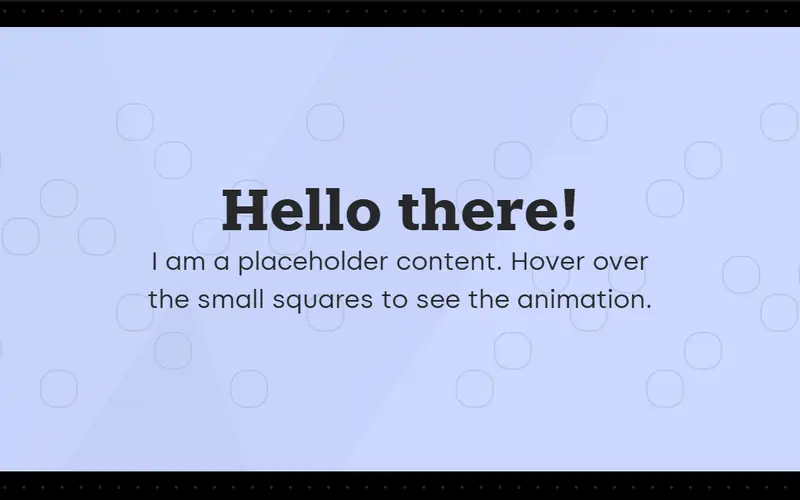 Hello there!
I am a placeholder content. Hover over
the small squares to see the animation.